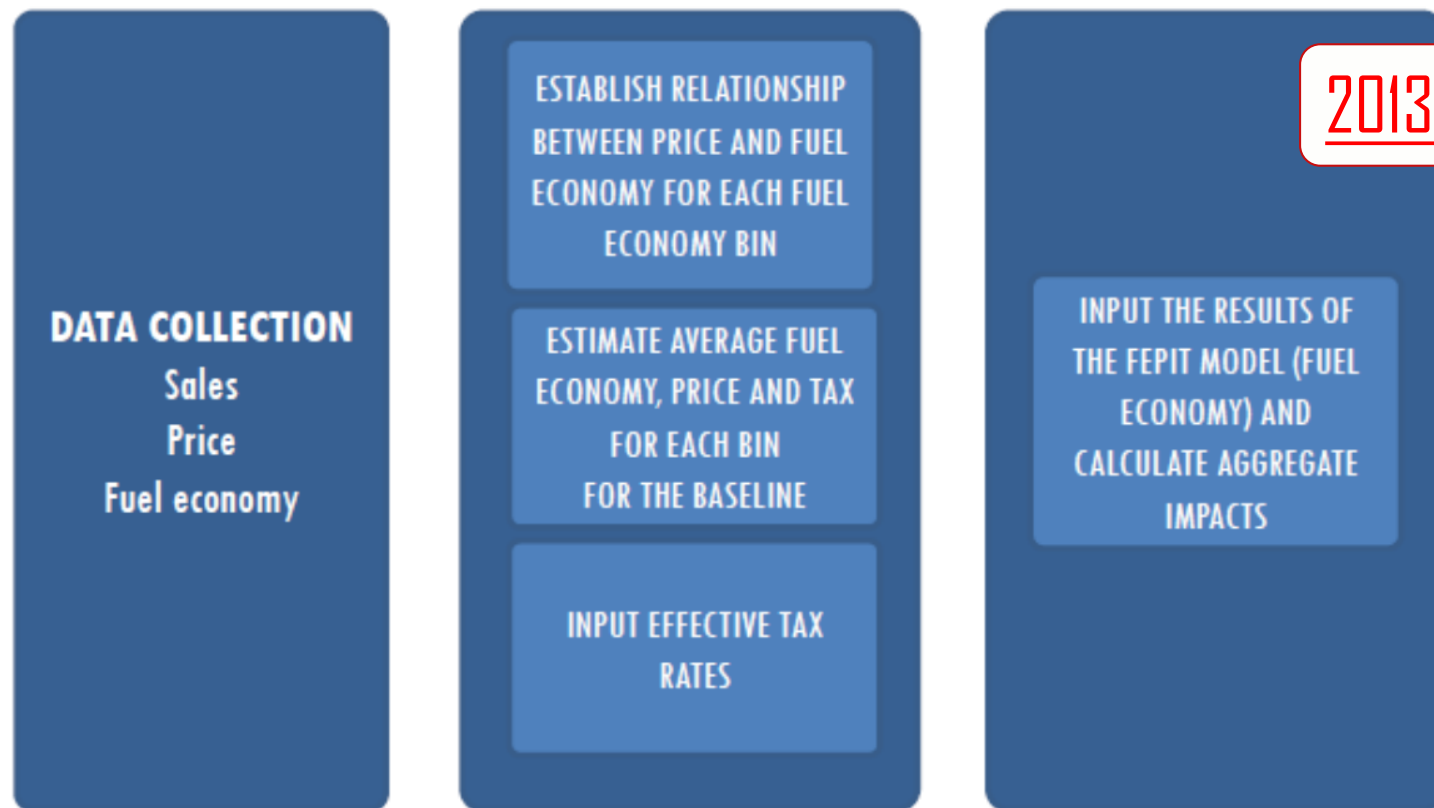 DATA COLLECTION
Sales
Price
Fuel economy
ESTABLISH RELATIONSHIP
BETWEEN PRICE AND FUEL
ECONOMY FOR EACH FUEL
ECONOMY BIN
ESTIMATE AVERAGE FUEL
ECONOMY, PRICE AND TAX
FOR EACH BIN
FOR THE BASELINE
INPUT EFFECTIVE TAX
RATES
2013
INPUT THE RESULTS OF
THE FEPIT MODEL (FUEL
ECONOMY) AND
CALCULATE AGGREGATE
IMPACTS